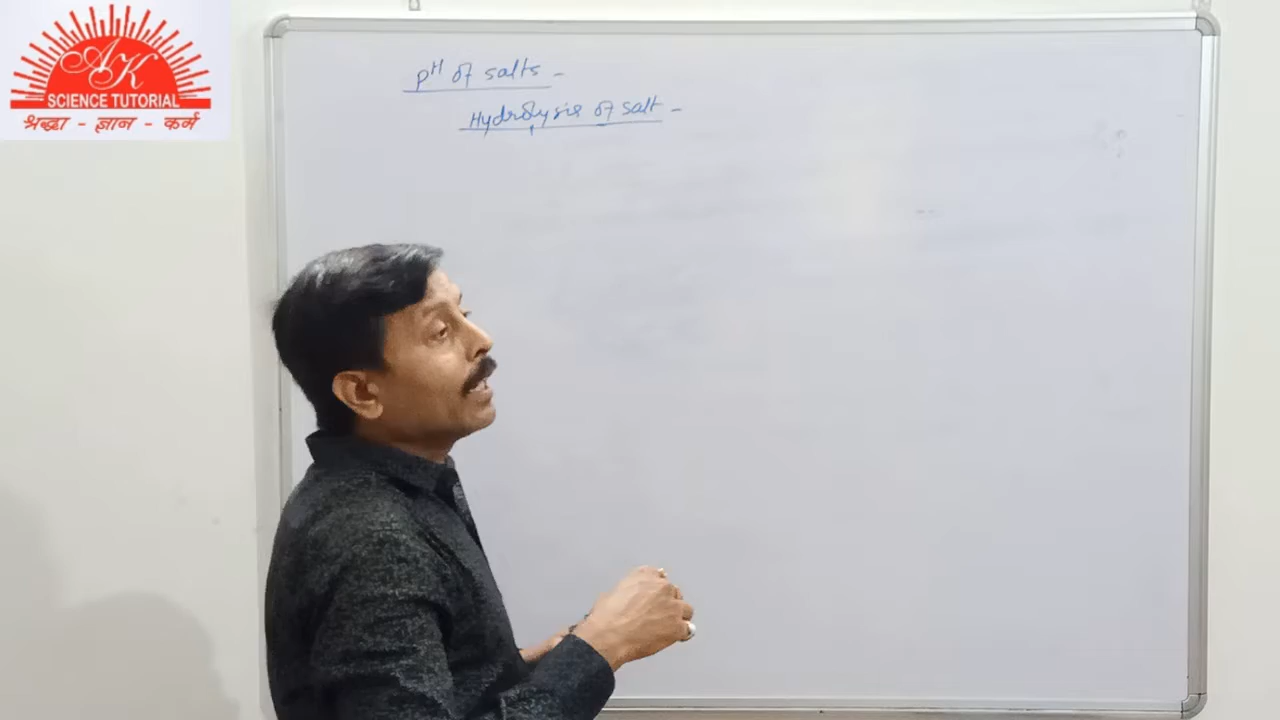 AK
SCIENCE TUTORIAL
श्रद्धा - ज्ञान - कर्म
pH of salts -
Hydrolysis of salt -